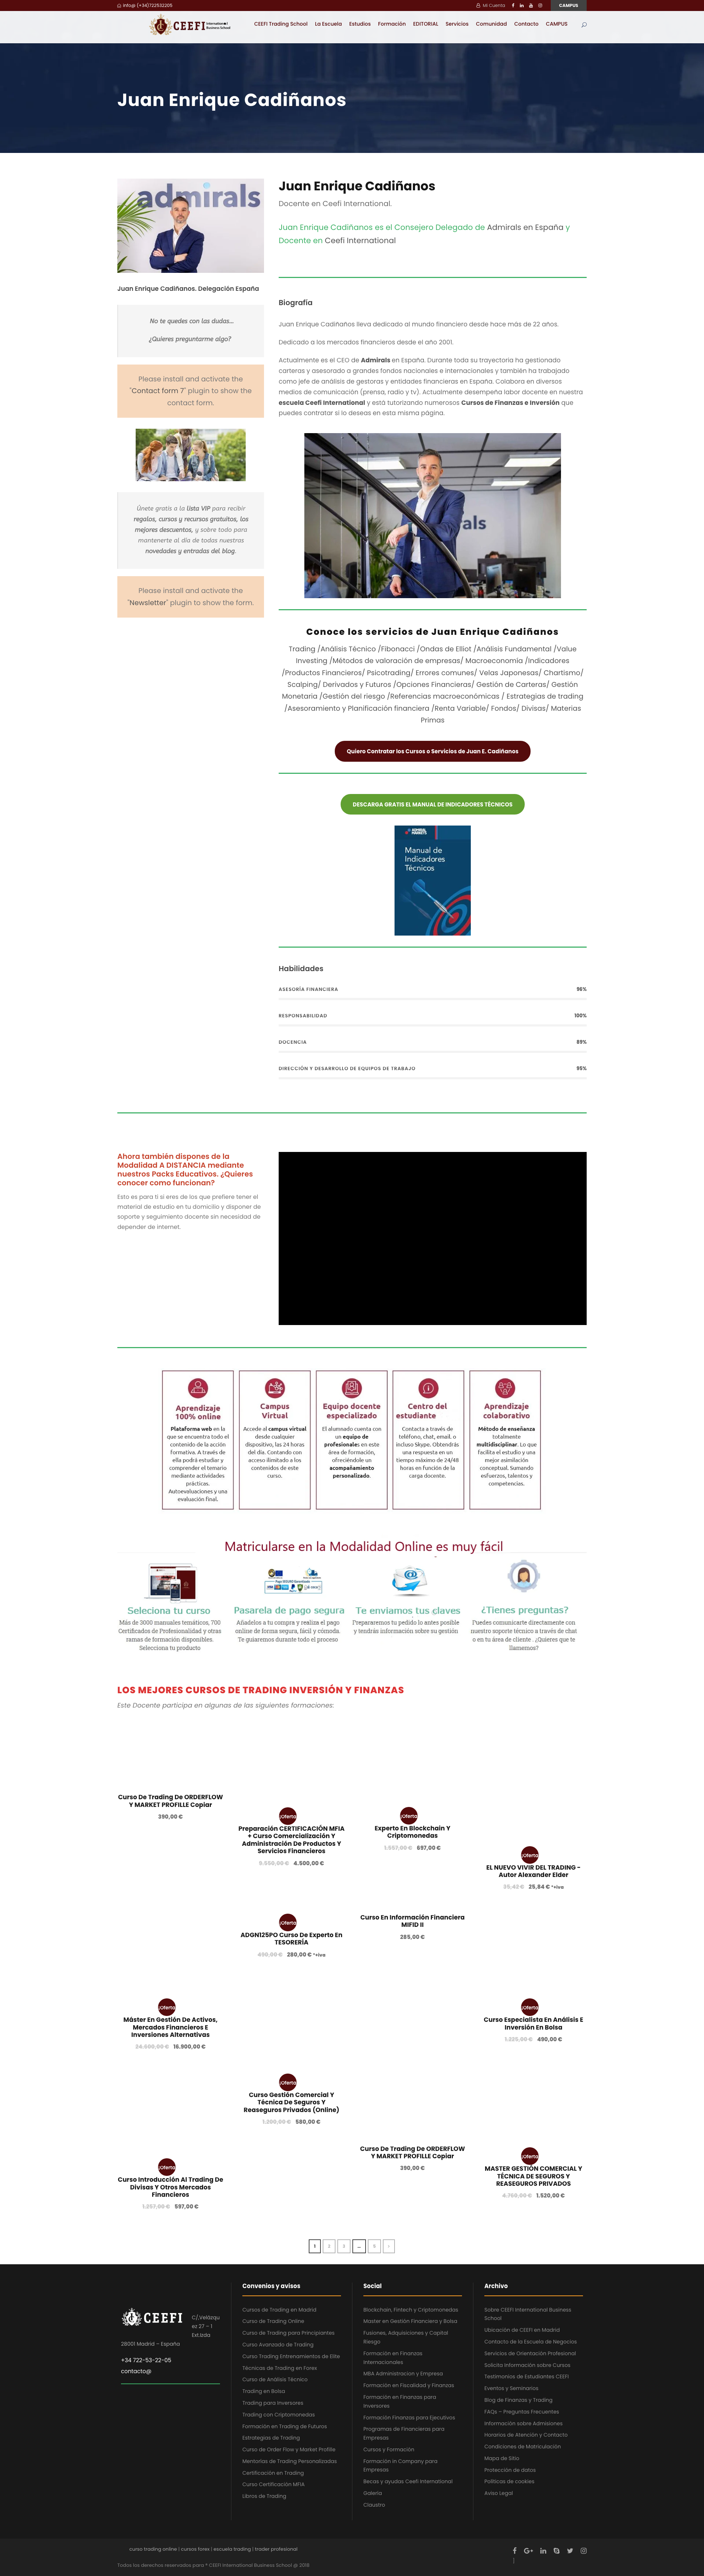 Info@ (+34)722532205
Mi Cuenta
CAMPUS
CEEFI International Business School
CEEFI Trading School La Escuela Estudios Formación EDITORIAL Servicios Comunidad Contacto CAMPUS
Juan Enrique Cadiñanos
admirals
Juan Enrique Cadiñanos. Delegación España
No te quedes con las dudas...
¿Quieres preguntarme algo?
Please install and activate the
"Contact form 7" plugin to show the
contact form.
Únete gratis a la lista VIP para recibir
regalos, cursos y recursos gratuitos, los
mejores descuentos, y sobre todo para
mantenerte al día de todas nuestras
novedades y entradas del blog.
Please install and activate the
"Newsletter" plugin to show the form.
Juan Enrique Cadiñanos
Docente en Ceefi International.
Juan Enrique Cadiñanos es el Consejero Delegado de Admirals en España y
Docente en Ceefi International
Biografía
Juan Enrique Cadiñaños lleva dedicado al mundo financiero desde hace más de 22 años.
Dedicado a los mercados financieros desde el año 2001.
Actualmente es el CEO de Admirals en España. Durante toda su trayectoria ha gestionado
carteras y asesorado a grandes fondos nacionales e internacionales y también ha trabajado
como jefe de análisis de gestoras y entidades financieras en España. Colabora en diversos
medios de comunicación (prensa, radio y tv). Actualmente desempeña labor docente en nuestra
escuela Ceefi International y está tutorizando numerosos Cursos de Finanzas e Inversión que
puedes contratar si lo deseas en esta misma página.
Conoce los servicios de Juan Enrique Cadiñanos
Trading /Análisis Técnico /Fibonacci /Ondas de Elliot /Análisis Fundamental /Value
Investing /Métodos de valoración de empresas/ Macroeconomía /Indicadores
/Productos Financieros/ Psicotrading/ Errores comunes/ Velas Japonesas/ Chartismo/
Scalping/ Derivados y Futuros /Opciones Financieras/ Gestión de Carteras/ Gestión
Monetaria /Gestión del riesgo /Referencias macroeconómicas / Estrategias de trading
/Asesoramiento y Planificación financiera /Renta Variable/ Fondos/ Divisas/ Materias
Primas
Quiero Contratar los Cursos o Servicios de Juan E. Cadiñanos
DESCARGA GRATIS EL MANUAL DE INDICADORES TÉCNICOS
ADMIRAL MARKETS
Manual de
Indicadores
Técnicos
Habilidades
ASESORÍA FINANCIERA 96%
RESPONSABILIDAD 100%
DOCENCIA 89%
DIRECCIÓN Y DESARROLLO DE EQUIPOS DE TRABAJO 95%
Ahora también dispones de la
Modalidad A DISTANCIA mediante
nuestros Packs Educativos. ¿Quieres
conocer como funcionan?
Esto es para ti si eres de los que prefiere tener el
material de estudio en tu domicilio y disponer de
soporte y seguimiento docente sin necesidad de
depender de internet.
Aprendizaje
100% online
Plataforma web en la
que se encuentra todo el
contenido de la acción
formativa. A través de
ella podrá estudiar y
comprender el temario
mediante actividades
prácticas.
Autoevaluaciones y una
evaluación final.
Campus
Virtual
Accede al campus virtual
desde cualquier
dispositivo, las 24 horas
del día. Contando con
acceso ilimitado a los
contenidos de este
curso.
Equipo docente
especializado
El alumnado cuenta con
un equipo de
profesionales en este
área de formación,
ofreciéndole un
acompañamiento
personalizado.
Centro del
estudiante
Contacta a través de
teléfono, chat, email. o
incluso Skype. Obtendrás
una respuesta en un
tiempo máximo de 24/48
horas en función de la
carga docente.
Aprendizaje
colaborativo
Método de enseñanza
totalmente
multidisciplinar. Lo que
facilita el estudio y una
mejor asimilación
conceptual. Sumando
esfuerzos, talentos y
competencias.
Matricularse en la Modalidad Online es muy fácil
Selecciona tu curso
Más de 3000 manuales temáticos, 700
Certificados de Profesionalidad y otras
ramas de formación disponibles.
Selecciona tu producto
Pasarela de pago segura
Añadelos a tu compra y realiza el pago
online de forma segura, fácil y cómoda.
Te guiaremos durante todo el proceso
Te enviamos tus claves
Prepararemos tu pedido lo antes posible
y tendrás información sobre su gestión
¿Tienes preguntas?
Puedes comunicarte directamente con
nuestro soporte técnico a través de chat
o en tu área de cliente . ¿Quieres que te
llamemos?
LOS MEJORES CURSOS DE TRADING INVERSIÓN Y FINANZAS
Este Docente participa en algunas de las siguientes formaciones:
Curso De Trading De ORDERFLOW
Y MARKET PROFILLE Copiar
390,00 €
¡Oferta!
Preparación CERTIFICACIÓN MFIA
+ Curso Comercialización Y
Administración De Productos Y
Servicios Financieros
5.550,00 € 4.500,00 €
¡Oferta!
Experto En Blockchain Y
Criptomonedas
1.557,00 € 697,00 €
¡Oferta!
EL NUEVO VIVIR DEL TRADING -
Autor Alexander Elder
35,42 € 25,84 € *+iva
¡Oferta!
ADGN125PO Curso De Experto En
TESORERÍA
490,00 € 280,00 € *+iva
Curso En Información Financiera
MIFID II
285,00 €
¡Oferta!
Máster En Gestión De Activos,
Mercados Financieros E
Inversiones Alternativas
24.000,00 € 16.900,00 €
¡Oferta!
Curso Especialista En Análisis E
Inversión En Bolsa
1.225,00 € 490,00 €
¡Oferta!
Curso Gestión Comercial Y
Técnica De Seguros Y
Reaseguros Privados (Online)
1.200,00 € 580,00 €
¡Oferta!
Curso Introducción Al Trading De
Divisas Y Otros Mercados
Financieros
1.257,00 € 597,00 €
Curso De Trading De ORDERFLOW
Y MARKET PROFILLE Copiar
390,00 €
¡Oferta!
MASTER GESTIÓN COMERCIAL Y
TÉCNICA DE SEGUROS Y
REASEGUROS PRIVADOS
4.750,00 € 1.520,00 €
1 2 3 ...
CEEFI
C/;Velázqu
ez 27 – 1
Ext.Izda
28001 Madrid – España
+34 722-53-22-05
contacto@
Convenios y avisos
Cursos de Trading en Madrid
Curso de Trading Online
Curso de Trading para Principiantes
Curso Avanzado de Trading
Curso Trading Entrenamientos de Elite
Técnicas de Trading en Forex
Curso de Análisis Técnico
Trading en Bolsa
Trading para Inversores
Trading con Criptomonedas
Formación en Trading de Futuros
Estrategias de Trading
Curso de Order Flow y Market Profille
Mentorías de Trading Personalizadas
Certificación en Trading
Curso Certificación MFIA
Libros de Trading
Social
Blockchain, Fintech y Criptomonedas
Master en Gestión Financiera y Bolsa
Fusiones, Adquisiciones y Capital
Riesgo
Formación en Finanzas
Internacionales
MBA Administracion y Empresa
Formación en Fiscalidad y Finanzas
Formación en Finanzas para
Inversores
Formación Finanzas para Ejecutivos
Programas de Financieras para
Empresas
Cursos y Formación
Formación In Company para
Empresas
Becas y ayudas Ceefi International
Galería
Claustro
Archivo
Sobre CEEFI International Business
School
Ubicación de CEEFI en Madrid
Contacto de la Escuela de Negocios
Servicios de Orientación Profesional
Solicita Información sobre Cursos
Testimonios de Estudiantes CEEFI
Eventos y Seminarios
Blog de Finanzas y Trading
FAQs – Preguntas Frecuentes
Información sobre Admisiones
Horarios de Atención y Contacto
Condiciones de Matriculación
Mapa de Sitio
Protección de datos
Políticas de cookies
Aviso Legal
curso trading online | cursos forex | escuela trading | trader profesional
Todos los derechos reservados para ® CEEFI International Business School @ 2018